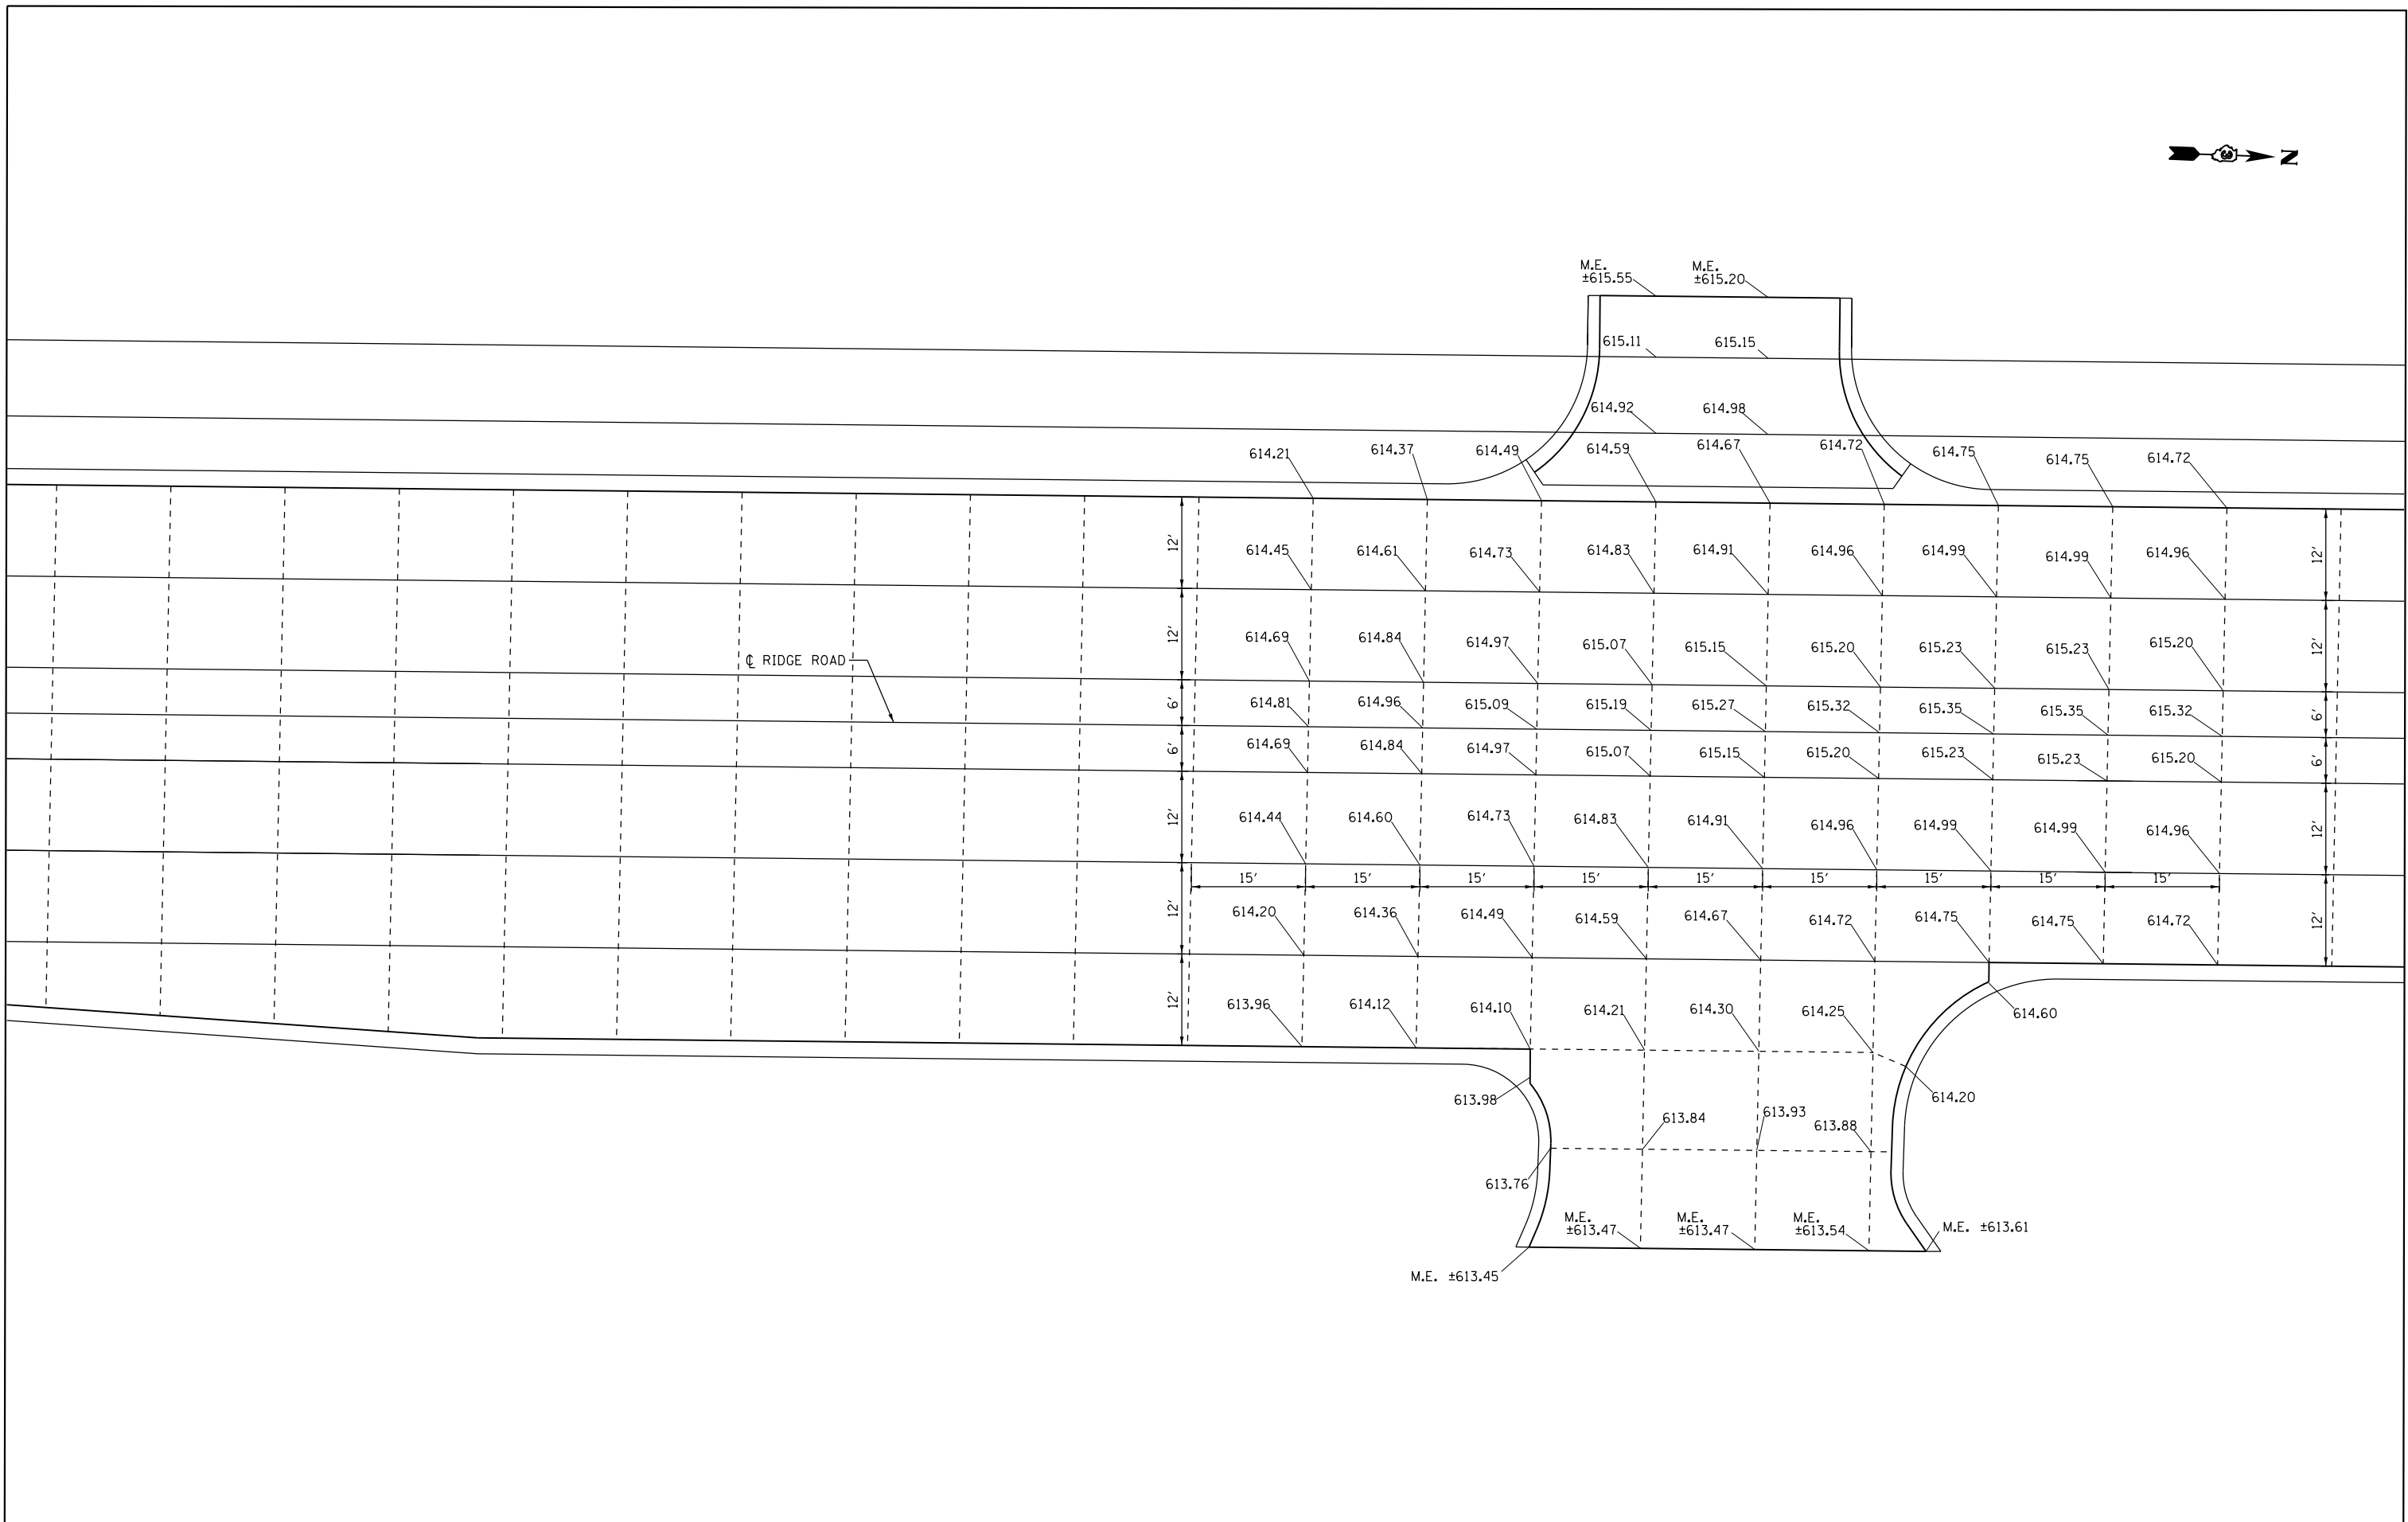 N
M.E. M.E.
±615.55 ±615.20
615.11 615.15
614.92 614.98
614.21 614.37 614.49 614.59 614.67 614.72 614.75 614.75 614.72
12' 614.45 614.61 614.73 614.83 614.91 614.96 614.99 614.99 614.96 12'
12' 614.69 614.84 614.97 615.07 615.15 615.20 615.23 615.23 615.20 12'
℄ RIDGE ROAD
6' 614.81 614.96 615.09 615.19 615.27 615.32 615.35 615.35 615.32 6'
6' 614.69 614.84 614.97 615.07 615.15 615.20 615.23 615.23 615.20 6'
12' 614.44 614.60 614.73 614.83 614.91 614.96 614.99 614.99 614.96 12'
15' 15' 15' 15' 15' 15' 15' 15' 15'
12' 614.20 614.36 614.49 614.59 614.67 614.72 614.75 614.75 614.72 12'
12' 613.96 614.12 614.10 614.21 614.30 614.25 614.60
613.98 614.20
613.84 613.93 613.88
613.76
M.E. M.E. M.E.
±613.47 ±613.47 ±613.54 M.E. ±613.61
M.E. ±613.45